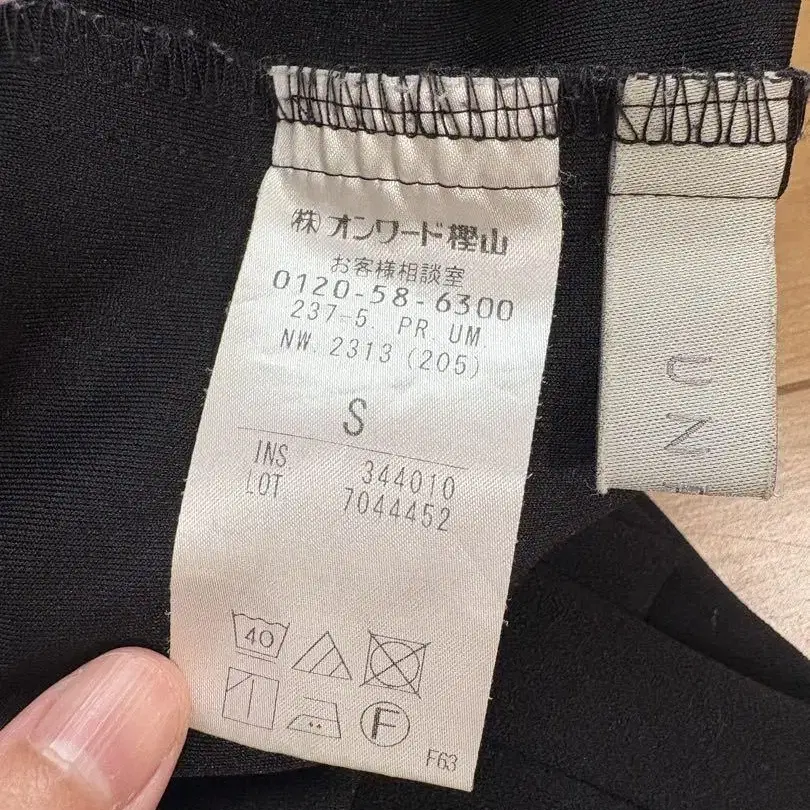 ㈱オンワード樫山
お客様相談室
0120-58-6300
237-5. PR. UM.
NW. 2313 (205)
S
INS 344010
LOT 7044452
40
F
F63
UN